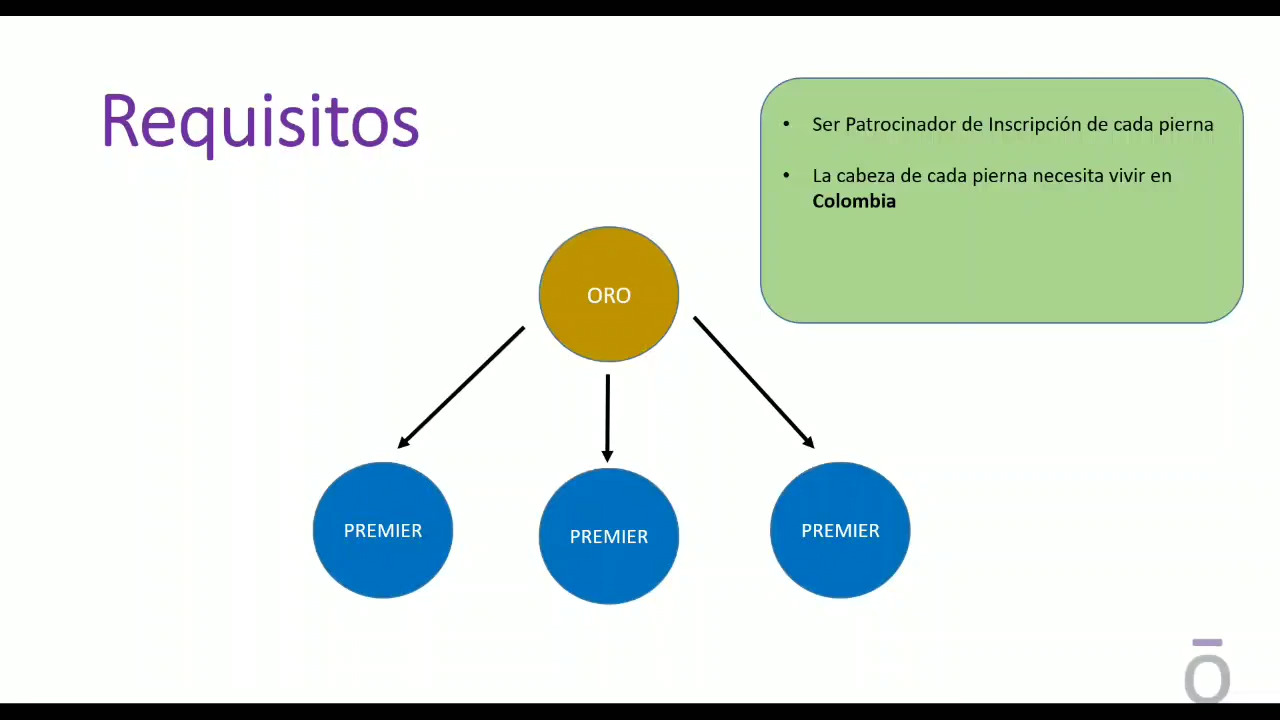 Requisitos
• Ser Patrocinador de Inscripción de cada pierna
• La cabeza de cada pierna necesita vivir en
Colombia
ORO
PREMIER
PREMIER
PREMIER
ō